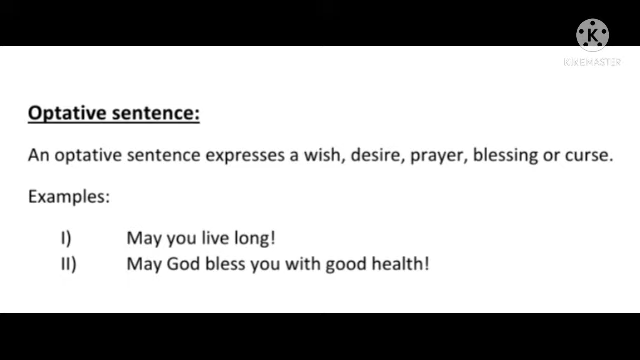 K
KINEMASTER
Optative sentence:
An optative sentence expresses a wish, desire, prayer, blessing or curse.
Examples:
I) May you live long!
II) May God bless you with good health!